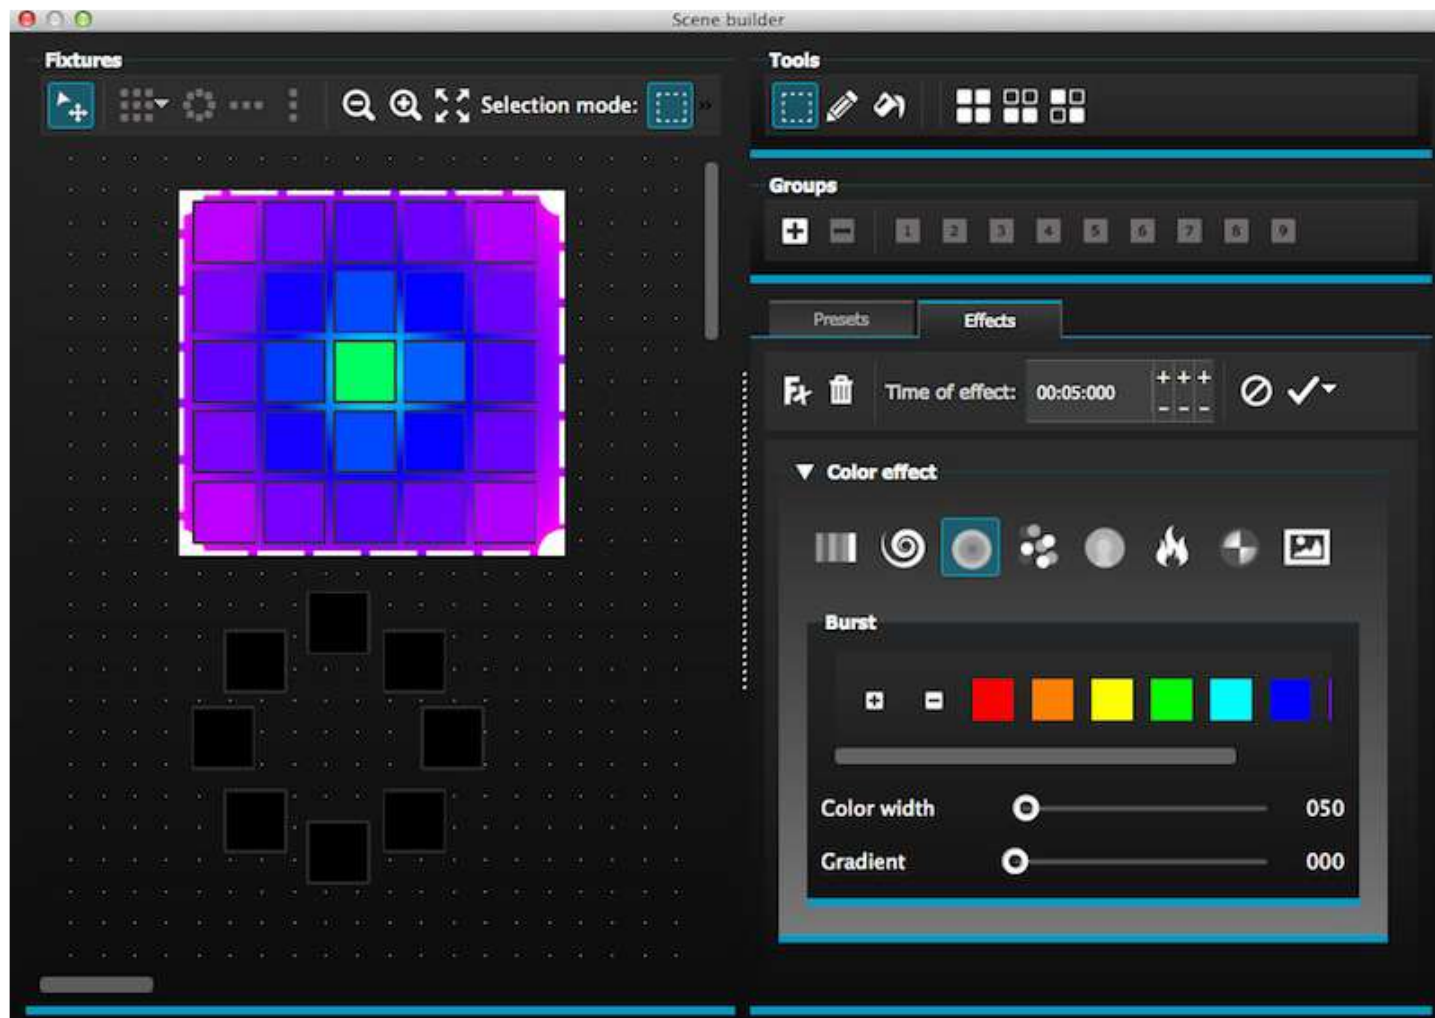 Scene builder
Fixtures
Selection mode:
»
Tools
Groups
1 2 3 4 5 6 7 8 9
Presets
Effects
Fx
Time of effect: 00:05:000
+ + +
- - -
Color effect
Burst
Color width 050
Gradient 000